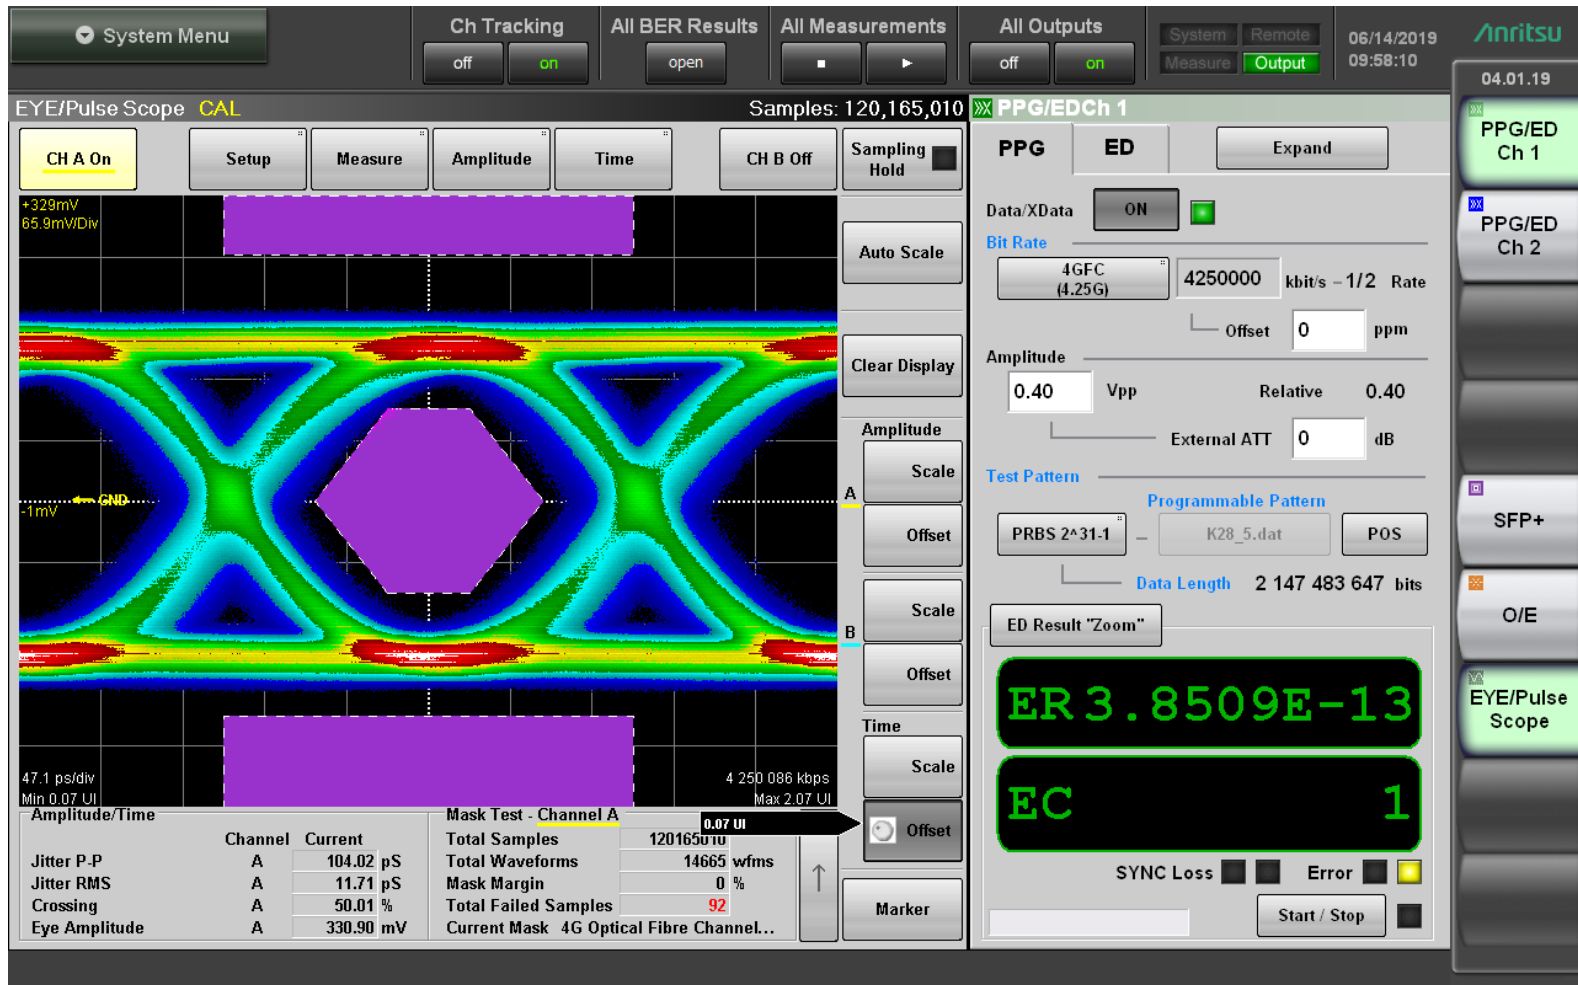 System Menu
Ch Tracking
off on
All BER Results
open
All Measurements
All Outputs
off on
System Remote
Measure Output
06/14/2019
09:58:10
Anritsu
04.01.19
EYE/Pulse Scope CAL
Samples: 120,165,010
CH A On
Setup
Measure
Amplitude
Time
CH B Off
Sampling
Hold
+329mV
65.9mV/Div
GND
-1mV
47.1 ps/div
Min 0.07 UI
4 250 086 kbps
Max 2.07 UI
Auto Scale
Clear Display
Amplitude
Scale
A
Offset
Scale
B
Offset
Time
Scale
0.07 UI
Offset
Marker
Amplitude/Time
Channel Current
Jitter P-P A 104.02 pS
Jitter RMS A 11.71 pS
Crossing A 50.01 %
Eye Amplitude A 330.90 mV
Mask Test - Channel A
Total Samples 120165010
Total Waveforms 14665 wfms
Mask Margin 0 %
Total Failed Samples 92
Current Mask 4G Optical Fibre Channel...
PPG/EDCh 1
PPG ED
Expand
Data/XData ON
Bit Rate
4GFC
(4.25G)
4250000 kbit/s – 1/2 Rate
Offset 0 ppm
Amplitude
0.40 Vpp Relative 0.40
External ATT 0 dB
Test Pattern
Programmable Pattern
PRBS 2^31-1 – K28_5.dat POS
Data Length 2 147 483 647 bits
ED Result "Zoom"
ER 3.8509E-13
EC 1
SYNC Loss Error
Start / Stop
PPG/ED
Ch 1
PPG/ED
Ch 2
SFP+
O/E
EYE/Pulse
Scope